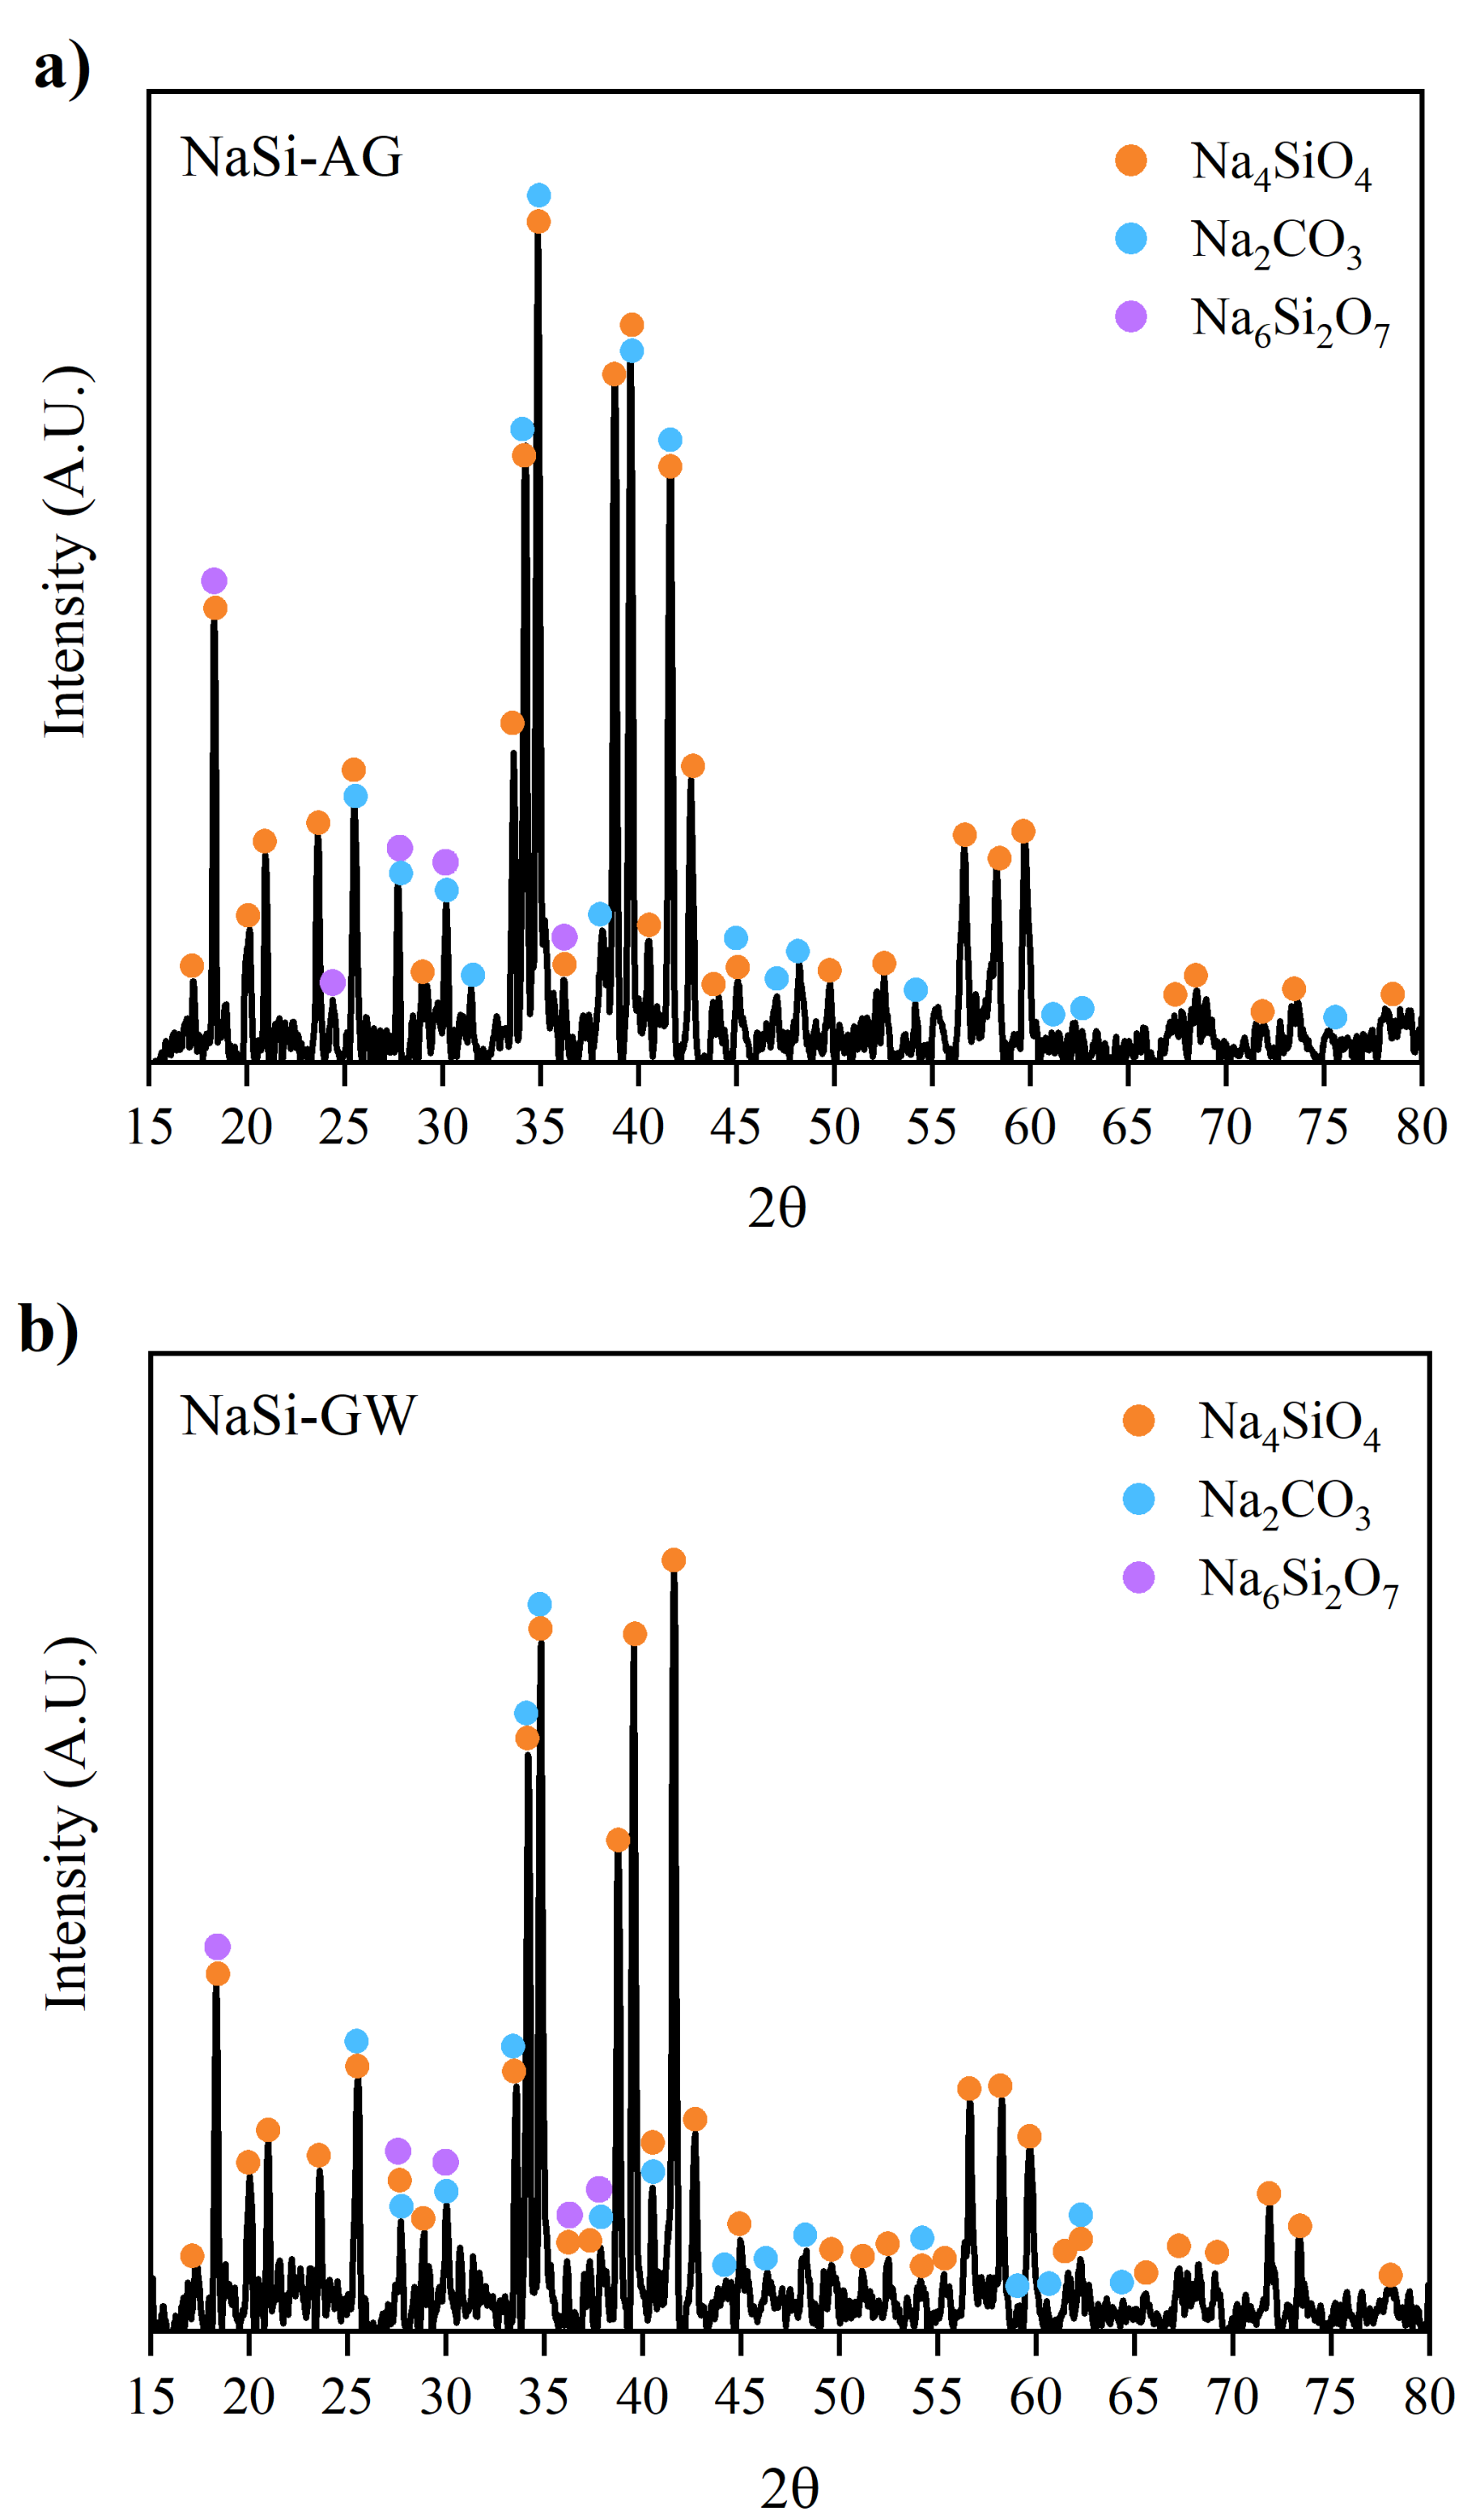 a)
NaSi-AG
Na₄SiO₄
Na₂CO₃
Na₆Si₂O₇
Intensity (A.U.)
15 20 25 30 35 40 45 50 55 60 65 70 75 80
2θ
b)
NaSi-GW
Na₄SiO₄
Na₂CO₃
Na₆Si₂O₇
Intensity (A.U.)
15 20 25 30 35 40 45 50 55 60 65 70 75 80
2θ